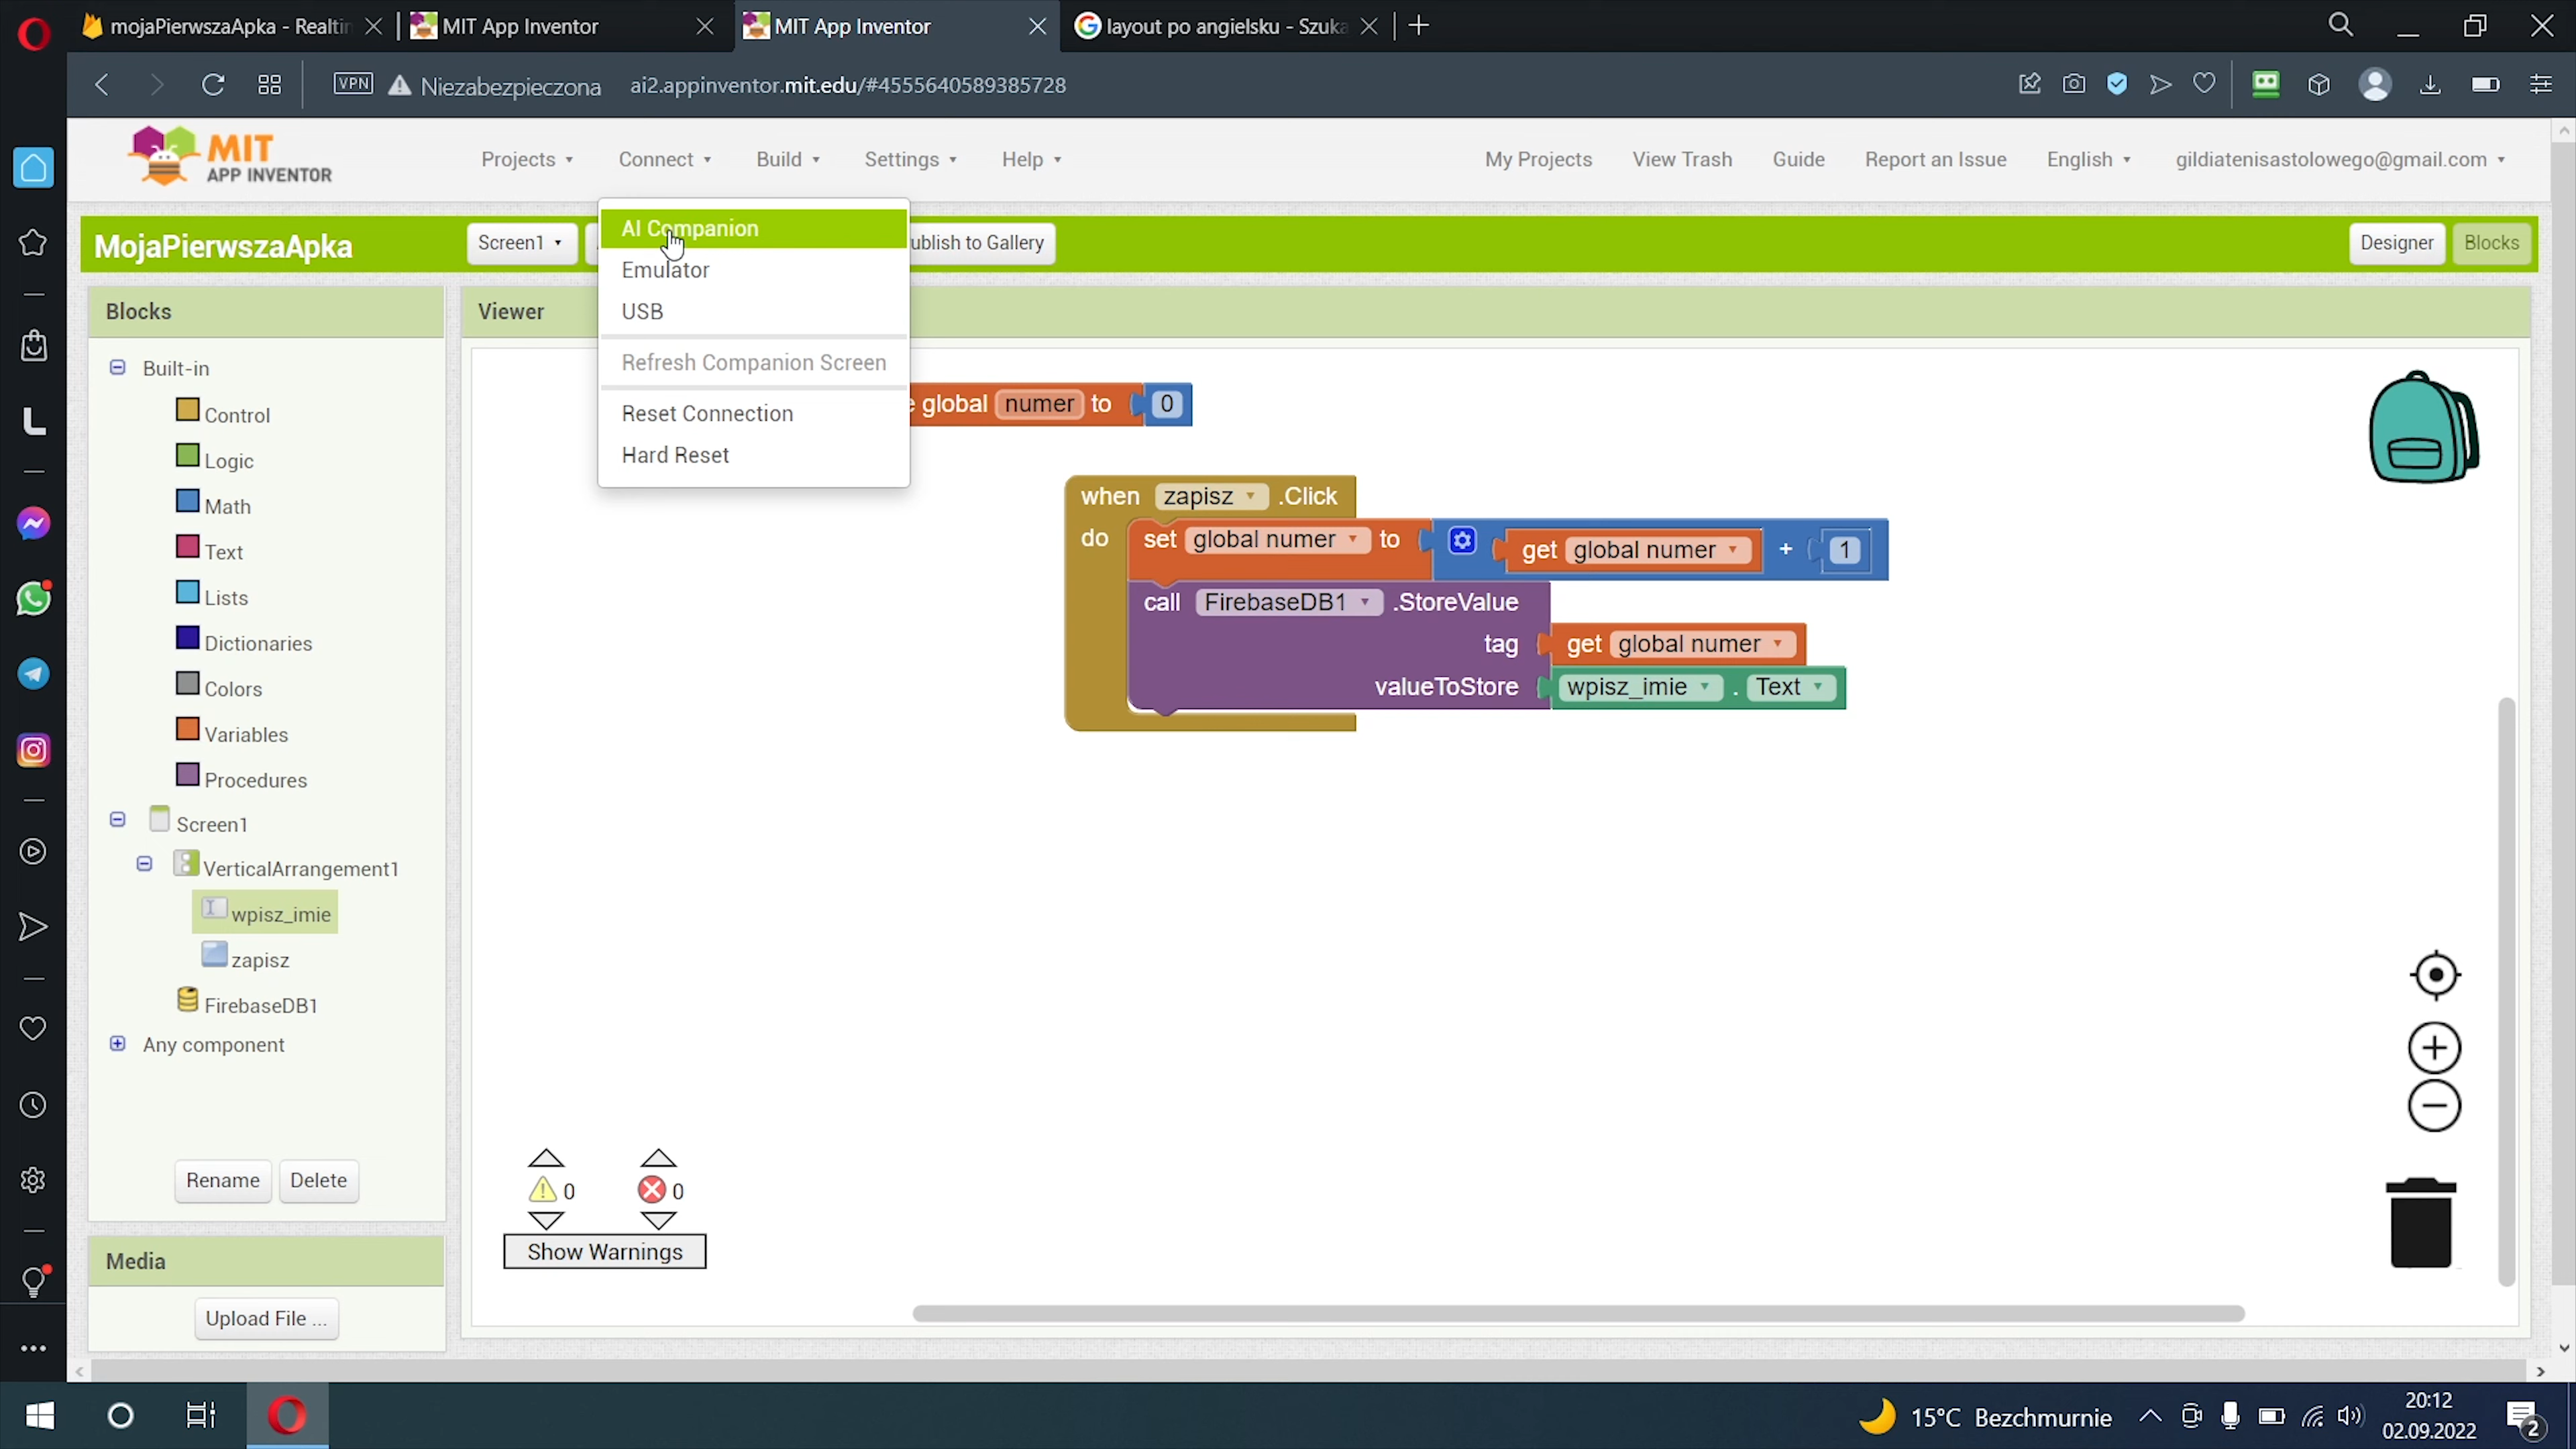 mojaPierwszaApka - Realtin
MIT App Inventor
MIT App Inventor
layout po angielsku - Szuka
VPN
Niezabezpieczona
ai2.appinventor.mit.edu/#4555640589385728
MIT
APP INVENTOR
Projects
Connect
Build
Settings
Help
My Projects
View Trash
Guide
Report an Issue
English
gildiatenisastolowego@gmail.com
MojaPierwszaApka
Screen1
AI Companion
Emulator
USB
Refresh Companion Screen
Reset Connection
Hard Reset
ublish to Gallery
Designer
Blocks
Blocks
Built-in
Control
Logic
Math
Text
Lists
Dictionaries
Colors
Variables
Procedures
Screen1
VerticalArrangement1
wpisz_imie
zapisz
FirebaseDB1
Any component
Rename
Delete
Media
Upload File ...
Viewer
e global numer to 0
when zapisz .Click
do set global numer to get global numer + 1
call FirebaseDB1 .StoreValue
tag get global numer
valueToStore wpisz_imie . Text
0
0
Show Warnings
15°C Bezchmurnie
20:12
02.09.2022
2